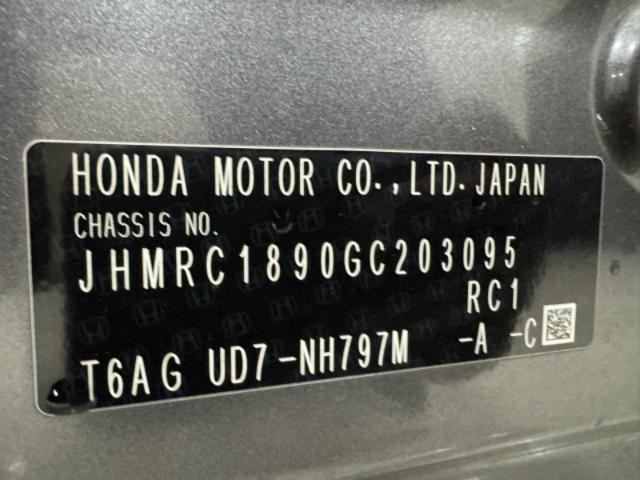 HONDA MOTOR CO.,LTD.JAPAN
CHASSIS NO.
JHMRC1890GC203095
RC1
T6AG UD7-NH797M -A -C